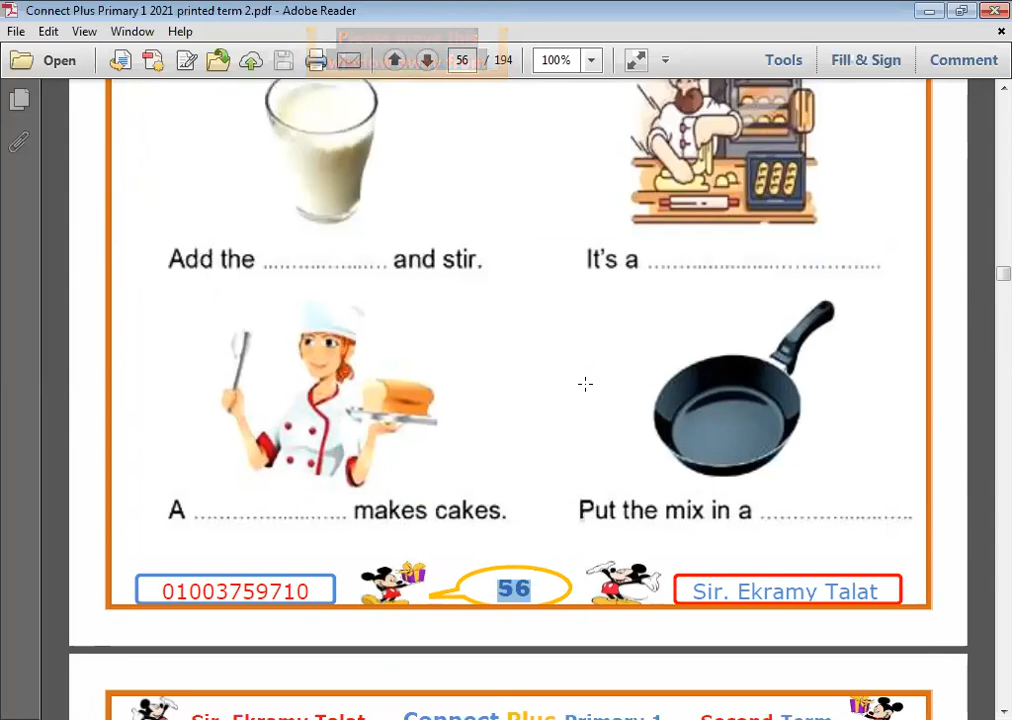 Connect Plus Primary 1 2021 printed term 2.pdf - Adobe Reader
File Edit View Window Help
Open 56 / 194 100% Tools Fill & Sign Comment
Add the ........................ and stir.
It's a .............................................
A ............................. makes cakes.
Put the mix in a .............................
01003759710
56
Sir. Ekramy Talat
Sir. Ekramy Talat Connect Plus Primary 1 Second Term